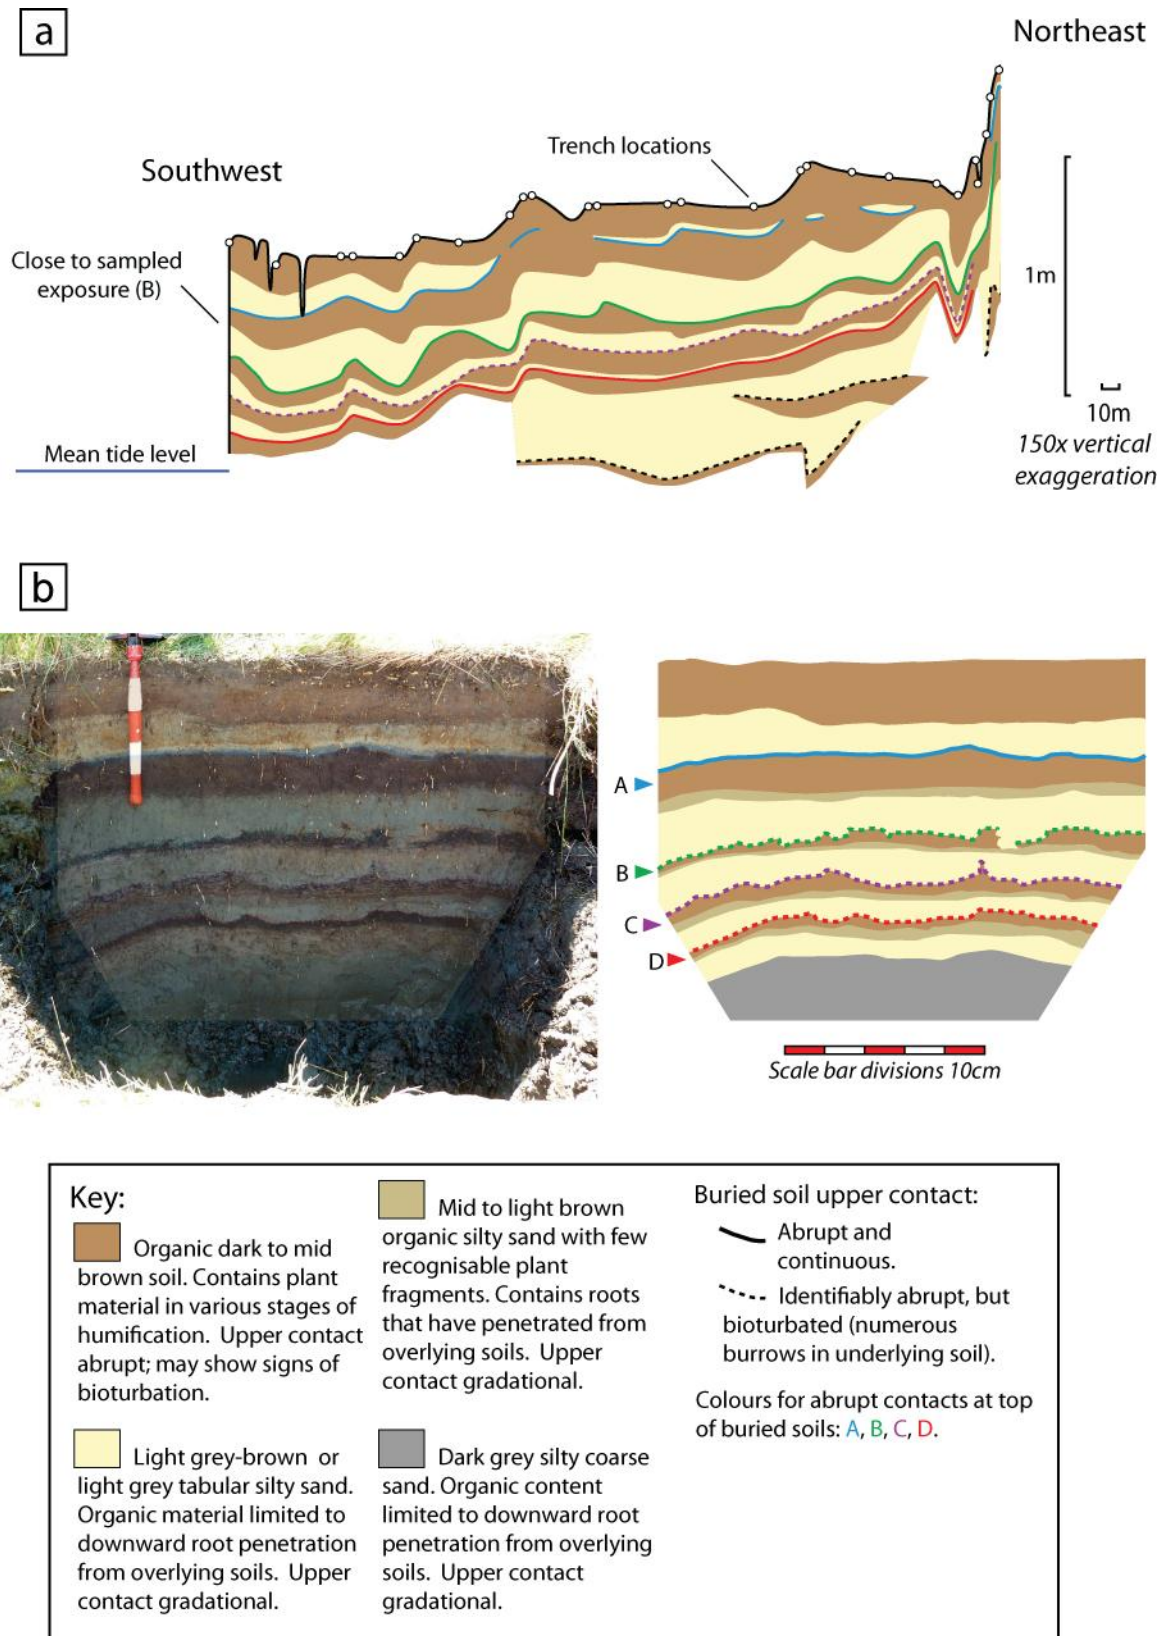 a
Northeast
Trench locations
Southwest
Close to sampled
exposure (B)
1m
10m
Mean tide level
150x vertical
exaggeration
b
A
B
C
D
Scale bar divisions 10cm
Key:
Organic dark to mid
brown soil. Contains plant
material in various stages of
humification. Upper contact
abrupt; may show signs of
bioturbation.
Light grey-brown or
light grey tabular silty sand.
Organic material limited to
downward root penetration
from overlying soils. Upper
contact gradational.
Mid to light brown
organic silty sand with few
recognisable plant
fragments. Contains roots
that have penetrated from
overlying soils. Upper
contact gradational.
Dark grey silty coarse
sand. Organic content
limited to downward root
penetration from overlying
soils. Upper contact
gradational.
Buried soil upper contact:
Abrupt and
continuous.
Identifiably abrupt, but
bioturbated (numerous
burrows in underlying soil).
Colours for abrupt contacts at top
of buried soils: A, B, C, D.